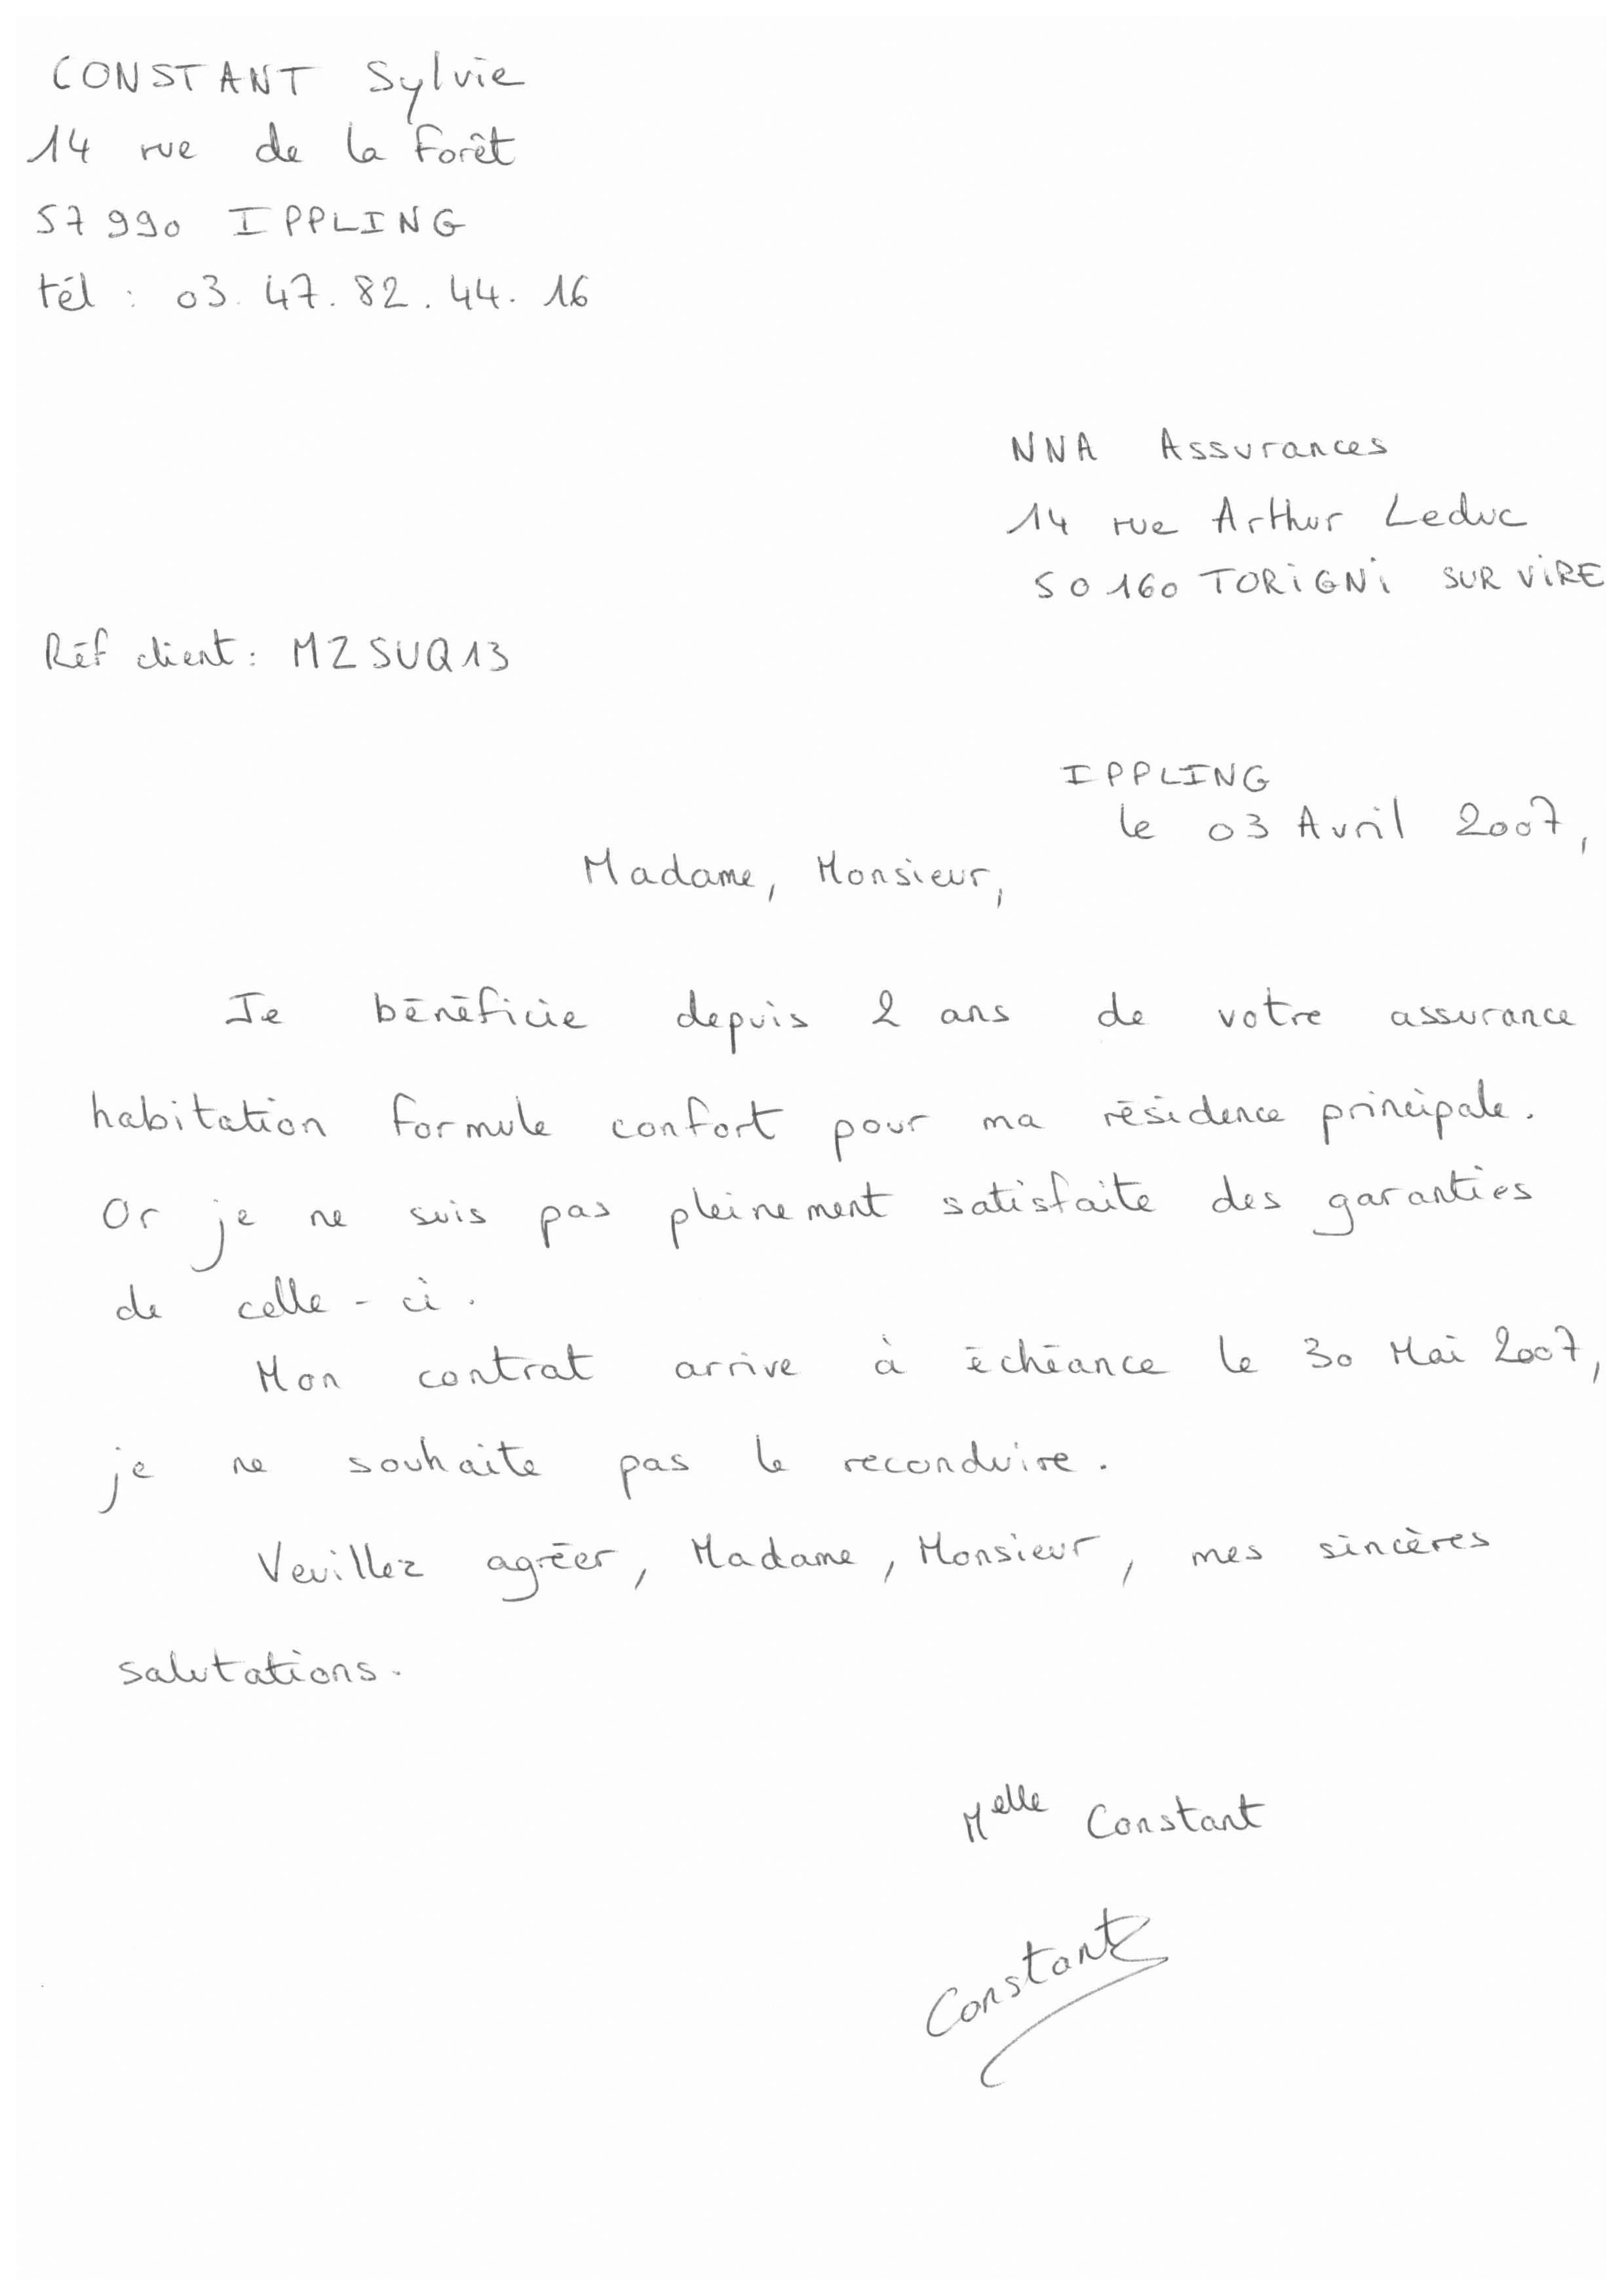 CONSTANT Sylvie
14 rue de la Forêt
57990 IPPLING
tél : 03.47.82.44.16
NNA Assurances
14 rue Arthur Leduc
50160 TORIGNI SUR VIRE
Réf client : MZSUQ13
IPPLING
le 03 Avril 2007,
Madame, Monsieur,
Je bénéficie depuis 2 ans de votre assurance
habitation formule confort pour ma résidence principale.
Or je ne suis pas pleinement satisfaite des garanties
de celle-ci.
Mon contrat arrive à échéance le 30 Mai 2007,
je ne souhaite pas le reconduire.
Veuillez agréer, Madame, Monsieur, mes sincères
salutations.
Melle Constant
Constant